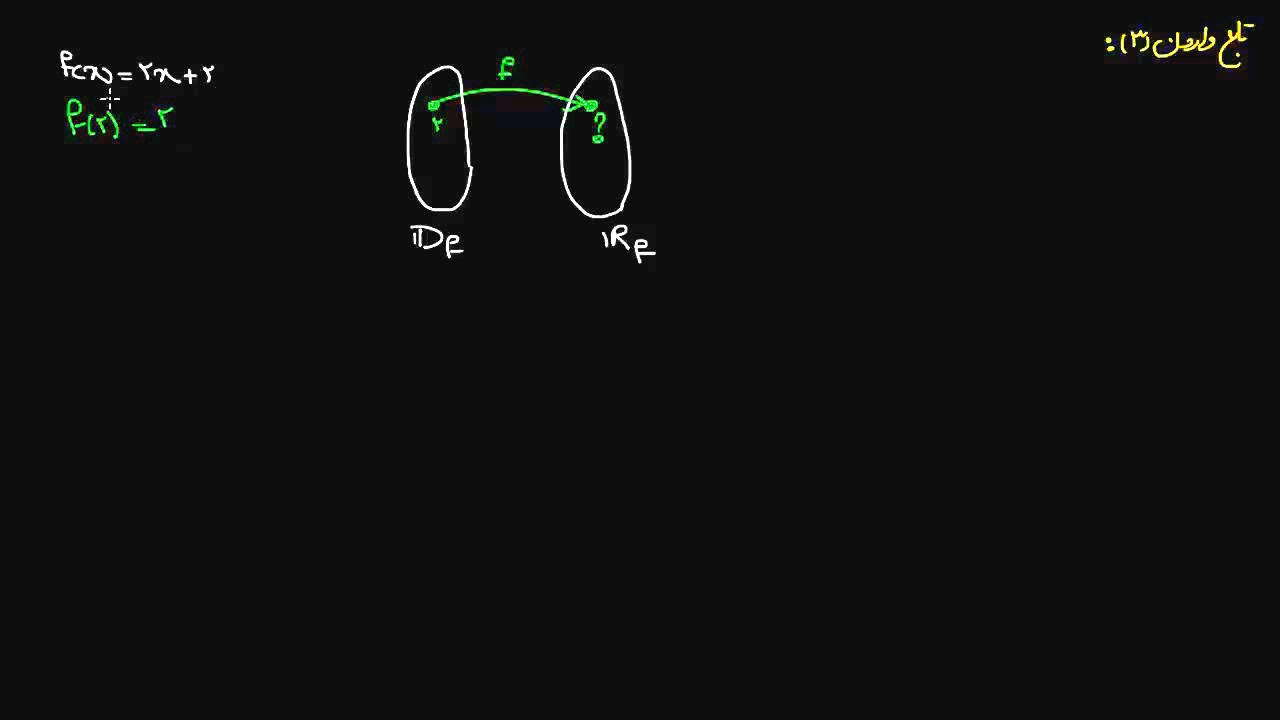 تابع وارون (۳):
f(x) = ۲x + ۲
f(۲) = ۲
f
۲
?
Df
Rf